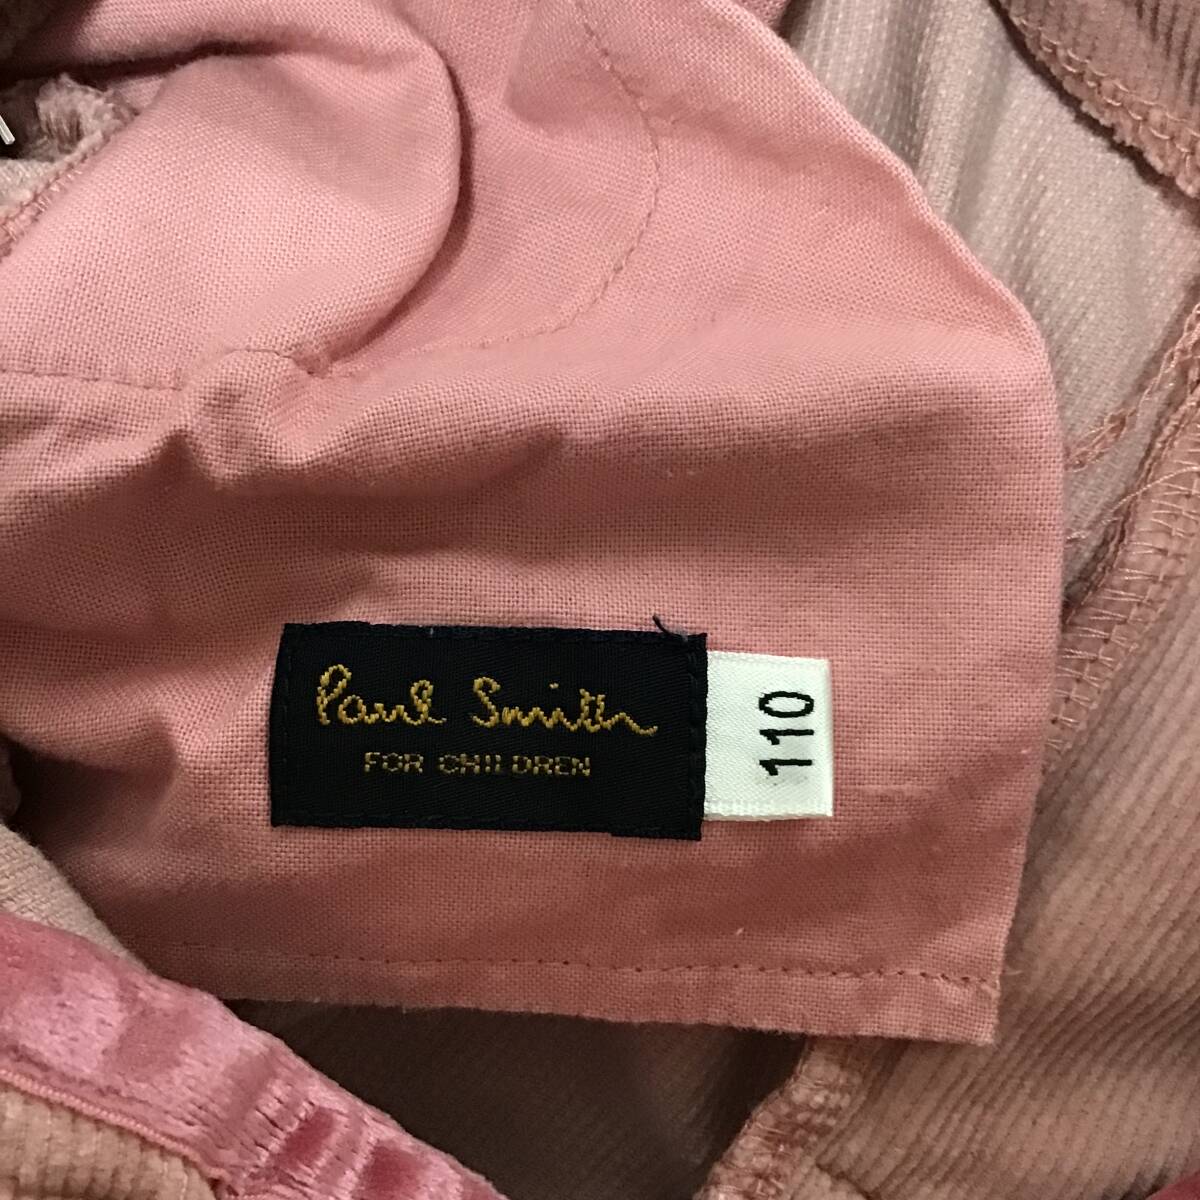 Paul Smith
FOR CHILDREN
110